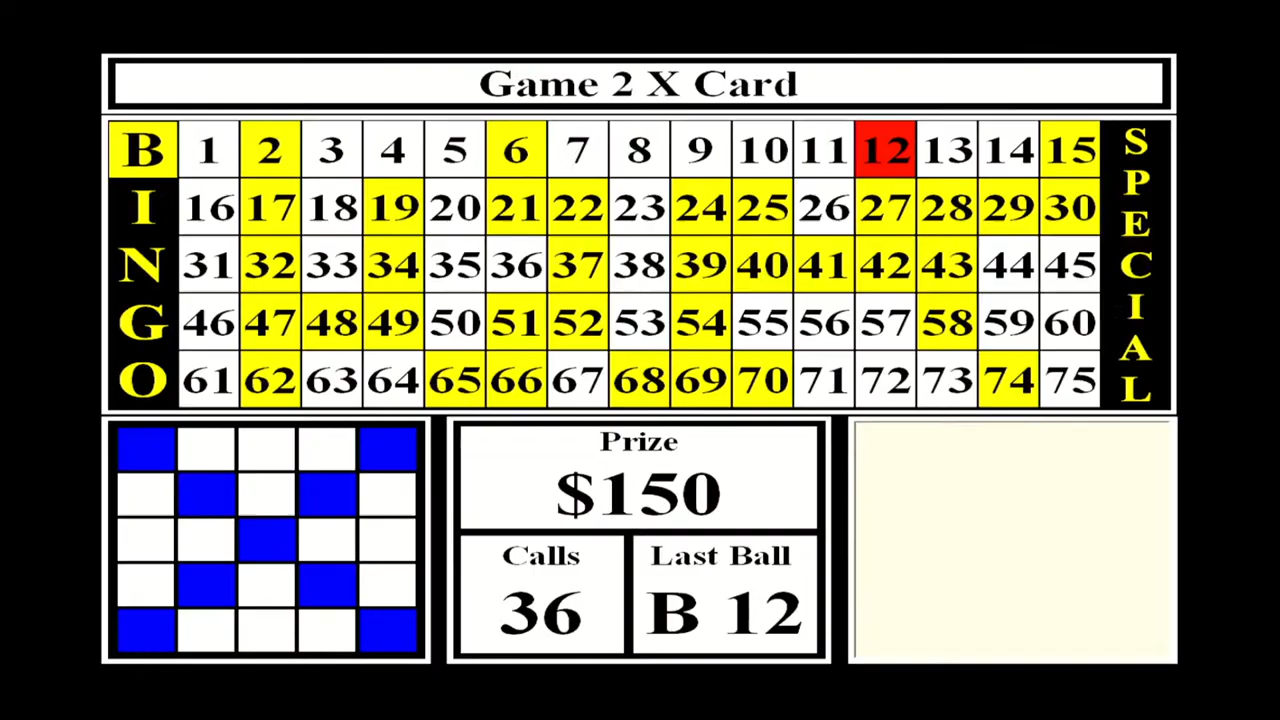 Game 2 X Card
B 1 2 3 4 5 6 7 8 9 10 11 12 13 14 15
I 16 17 18 19 20 21 22 23 24 25 26 27 28 29 30
N 31 32 33 34 35 36 37 38 39 40 41 42 43 44 45
G 46 47 48 49 50 51 52 53 54 55 56 57 58 59 60
O 61 62 63 64 65 66 67 68 69 70 71 72 73 74 75
SPECIAL
Prize
$150
Calls
36
Last Ball
B 12